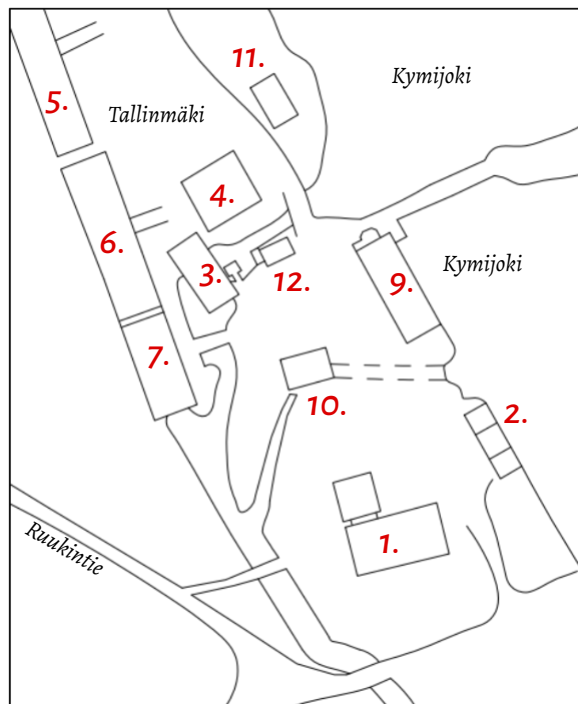 11.
Kymijoki
5.
Tallinmäki
4.
6.
3.
12.
9.
Kymijoki
7.
10.
2.
1.
Ruukintie